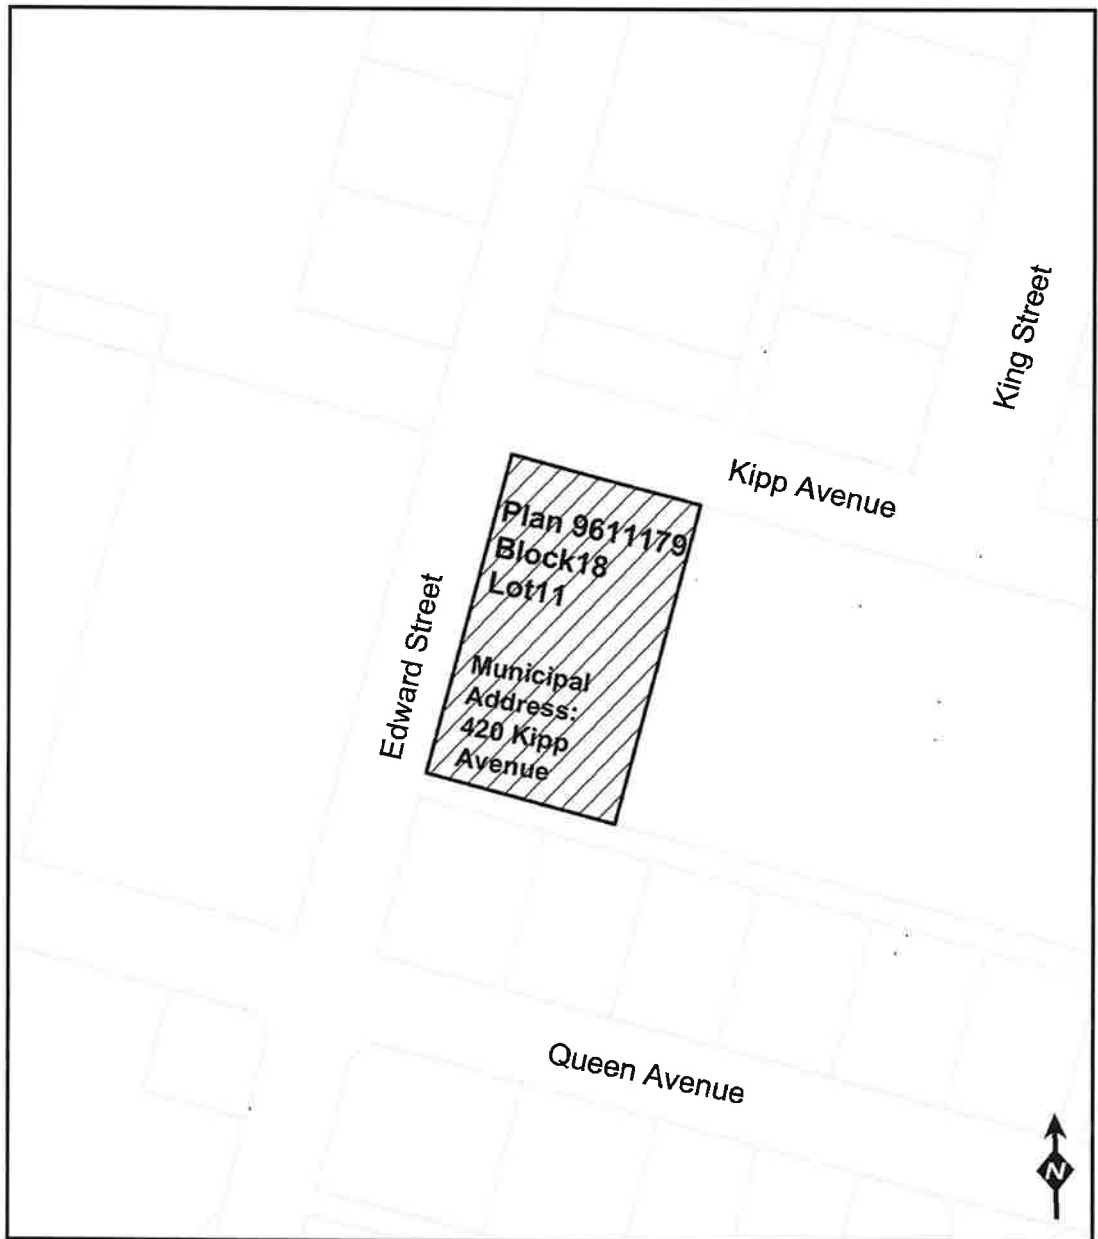 King Street
Kipp Avenue
Plan 9611179
Block18
Lot11
Edward Street
Municipal
Address:
420 Kipp
Avenue
Queen Avenue
N